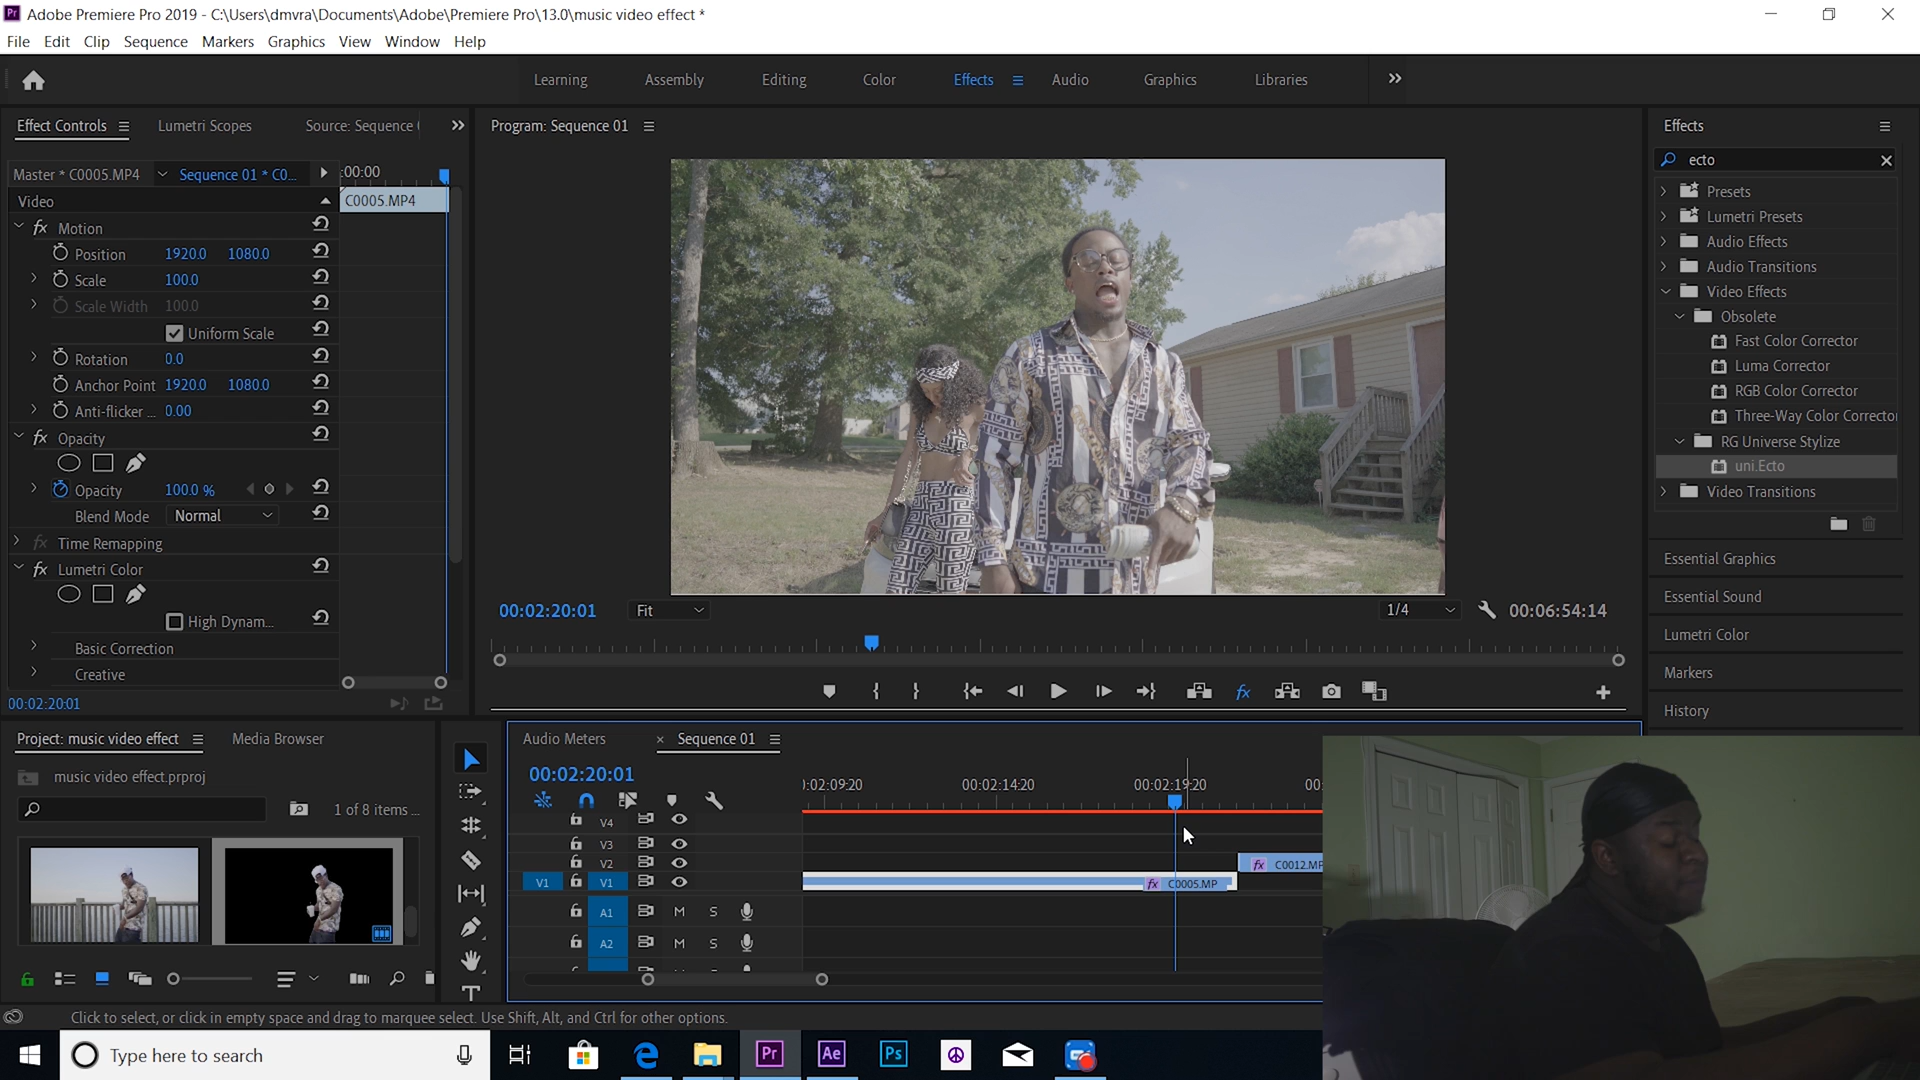 Adobe Premiere Pro 2019 - C:\Users\dmvra\Documents\Adobe\Premiere Pro\13.0\music video effect *
File Edit Clip Sequence Markers Graphics View Window Help
Learning Assembly Editing Color Effects Audio Graphics Libraries
Effect Controls Lumetri Scopes Source: Sequence
Program: Sequence 01
Effects
Master * C0005.MP4 Sequence 01 * C0...
:00:00
ecto
Video
C0005.MP4
Presets
Motion
Lumetri Presets
Position 1920.0 1080.0
Audio Effects
Scale 100.0
Audio Transitions
Scale Width 100.0
Video Effects
Uniform Scale
Obsolete
Rotation 0.0
Fast Color Corrector
Anchor Point 1920.0 1080.0
Luma Corrector
Anti-flicker ... 0.00
RGB Color Corrector
Three-Way Color Corrector
Opacity
RG Universe Stylize
uni.Ecto
Opacity 100.0 %
Video Transitions
Blend Mode Normal
Time Remapping
Lumetri Color
High Dynam...
Basic Correction
Creative
00:02:20:01
00:02:20:01 Fit 1/4 00:06:54:14
Essential Graphics
Essential Sound
Lumetri Color
Markers
History
Project: music video effect Media Browser
music video effect.prproj
1 of 8 items ...
Audio Meters × Sequence 01
00:02:20:01
:02:09:20 00:02:14:20 00:02:19:20 00:
V4
V3
V2 fx C0012.MP
V1 V1 fx C0005.MP
A1 M S
A2 M S
Click to select, or click in empty space and drag to marquee select. Use Shift, Alt, and Ctrl for other options.
Type here to search
Pr Ae Ps